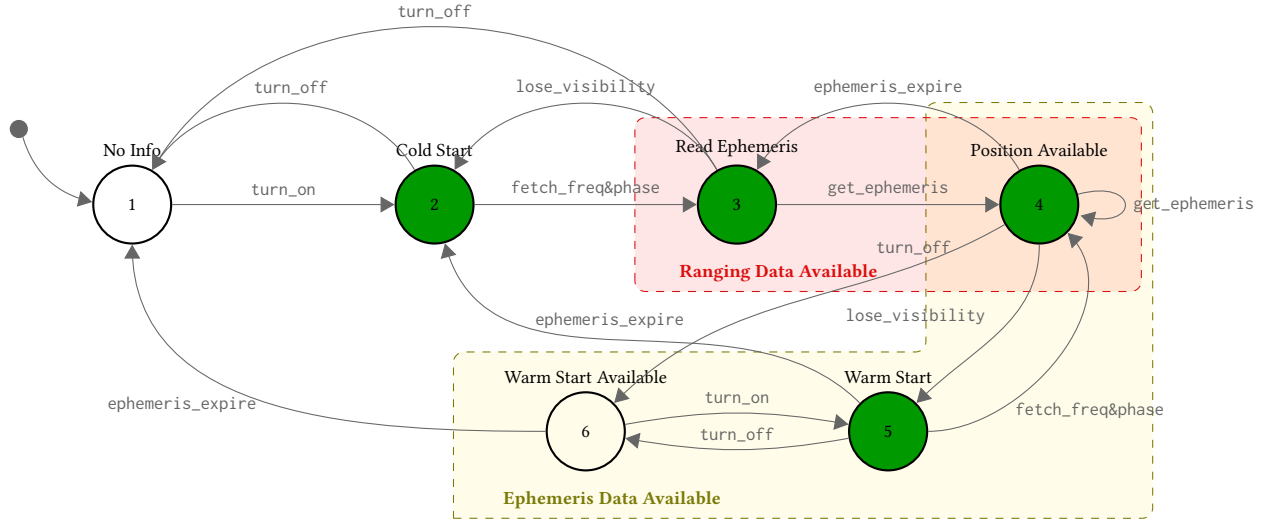 turn_off
turn_off
lose_visibility
ephemeris_expire
No Info
Cold Start
Read Ephemeris
Position Available
1
turn_on
2
fetch_freq&phase
3
get_ephemeris
4
get_ephemeris
turn_off
Ranging Data Available
lose_visibility
ephemeris_expire
Warm Start Available
Warm Start
ephemeris_expire
turn_on
fetch_freq&phase
6
turn_off
5
Ephemeris Data Available